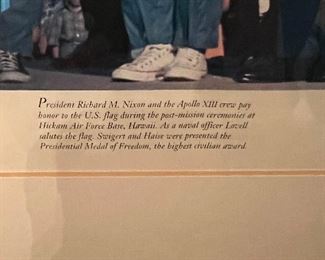 President Richard M. Nixon and the Apollo XIII crew pay
honor to the U.S. flag during the post-mission ceremonies at
Hickam Air Force Base, Hawaii. As a naval officer Lovell
salutes the flag. Swigert and Haise were presented the
Presidential Medal of Freedom, the highest civilian award.